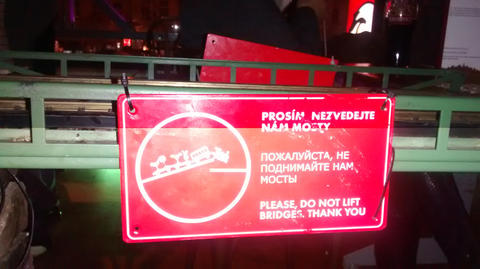 PROSÍM NEZVEDEJTE
NÁM MOSTY
ПОЖАЛУЙСТА, НЕ
ПОДНИМАЙТЕ НАМ
МОСТЫ
PLEASE, DO NOT LIFT
BRIDGES. THANK YOU